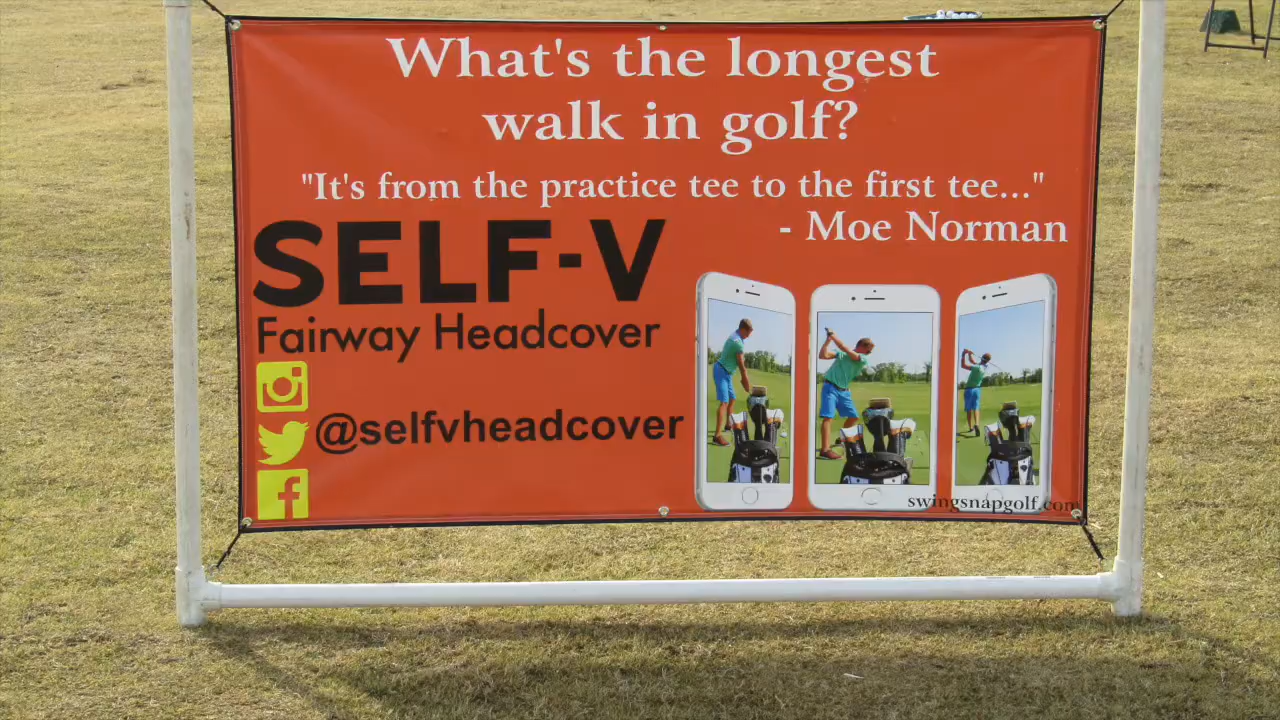 What's the longest
walk in golf?
"It's from the practice tee to the first tee..."
- Moe Norman
SELF-V
Fairway Headcover
@selfvheadcover
swingsnapgolf.com